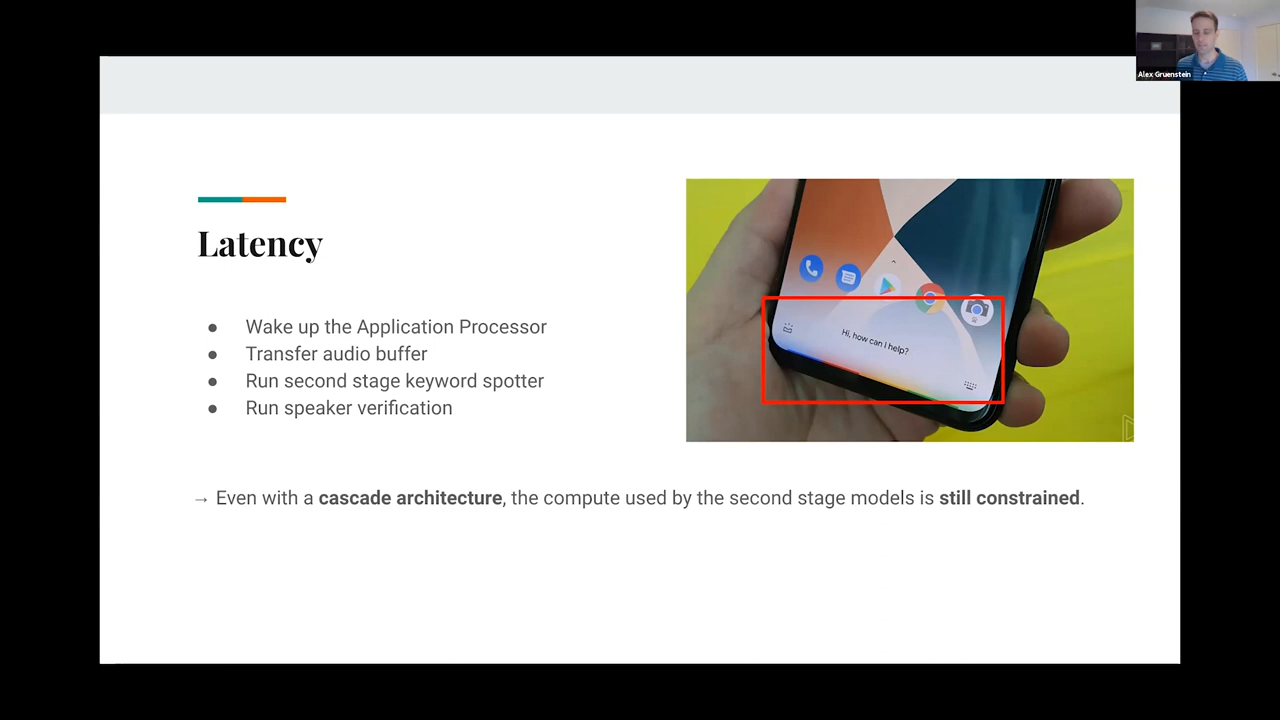 Alex Gruenstein
Latency
● Wake up the Application Processor
● Transfer audio buffer
● Run second stage keyword spotter
● Run speaker verification
Hi, how can I help?
→ Even with a cascade architecture, the compute used by the second stage models is still constrained.